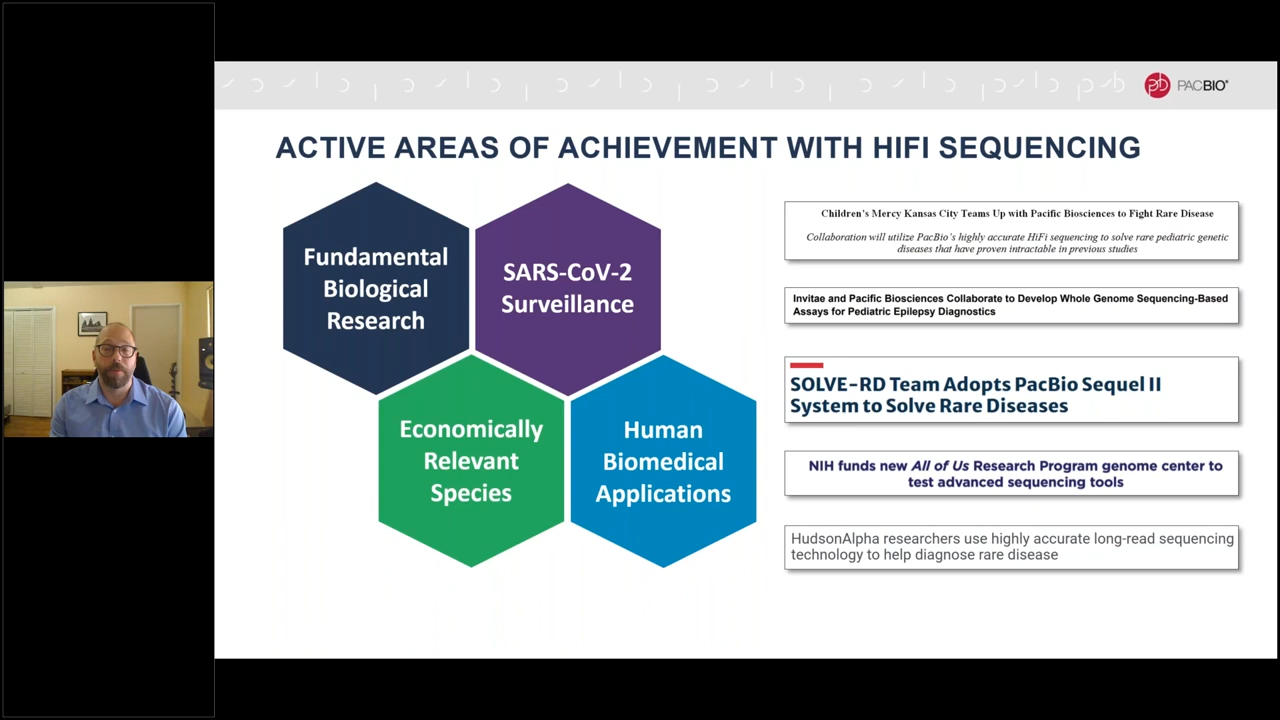 PACBIO®
ACTIVE AREAS OF ACHIEVEMENT WITH HIFI SEQUENCING
Fundamental
Biological
Research
SARS-CoV-2
Surveillance
Economically
Relevant
Species
Human
Biomedical
Applications
Children's Mercy Kansas City Teams Up with Pacific Biosciences to Fight Rare Disease
Collaboration will utilize PacBio's highly accurate HiFi sequencing to solve rare pediatric genetic
diseases that have proven intractable in previous studies
Invitae and Pacific Biosciences Collaborate to Develop Whole Genome Sequencing-Based
Assays for Pediatric Epilepsy Diagnostics
SOLVE-RD Team Adopts PacBio Sequel II
System to Solve Rare Diseases
NIH funds new All of Us Research Program genome center to
test advanced sequencing tools
HudsonAlpha researchers use highly accurate long-read sequencing
technology to help diagnose rare disease